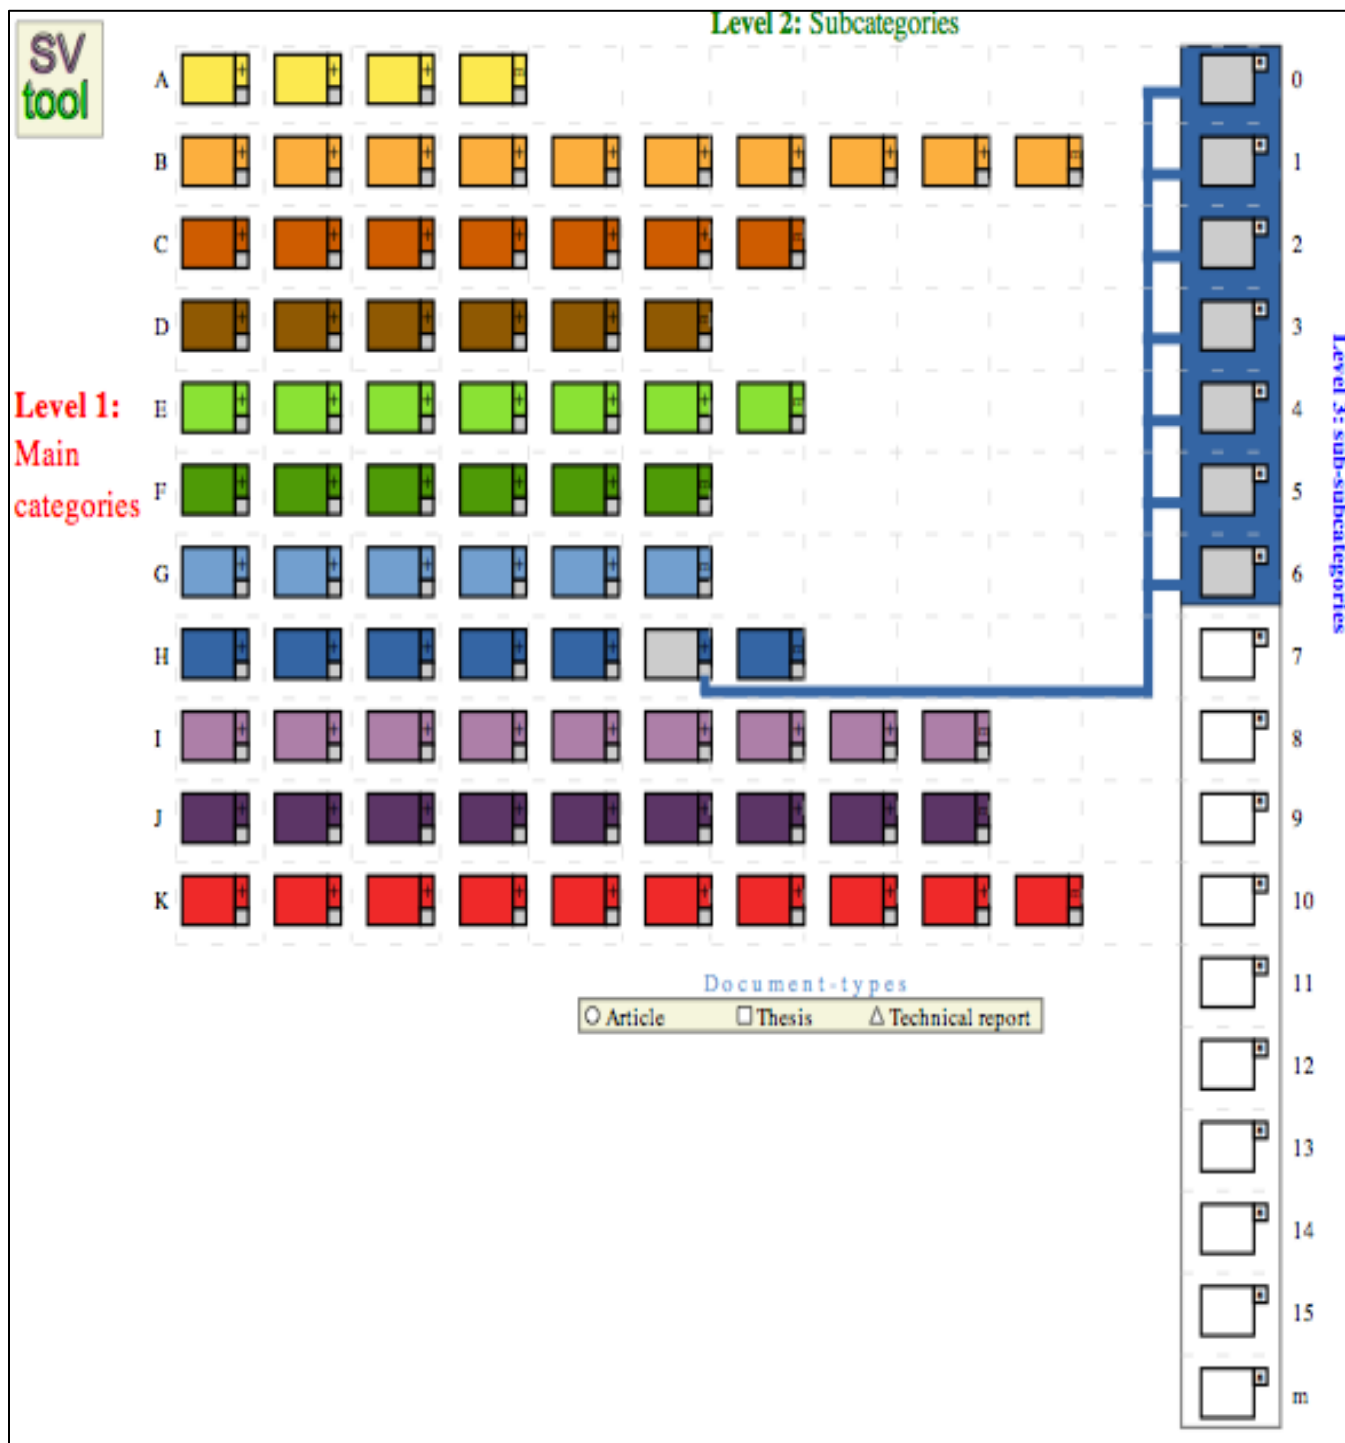 SV
tool
Level 2: Subcategories
A
B
C
D
E
F
G
H
I
J
K
Level 1:
Main
categories
0
1
2
3
4
5
6
7
8
9
10
11
12
13
14
15
m
Level 3: sub-subcategories
Document-types
Article Thesis Technical report